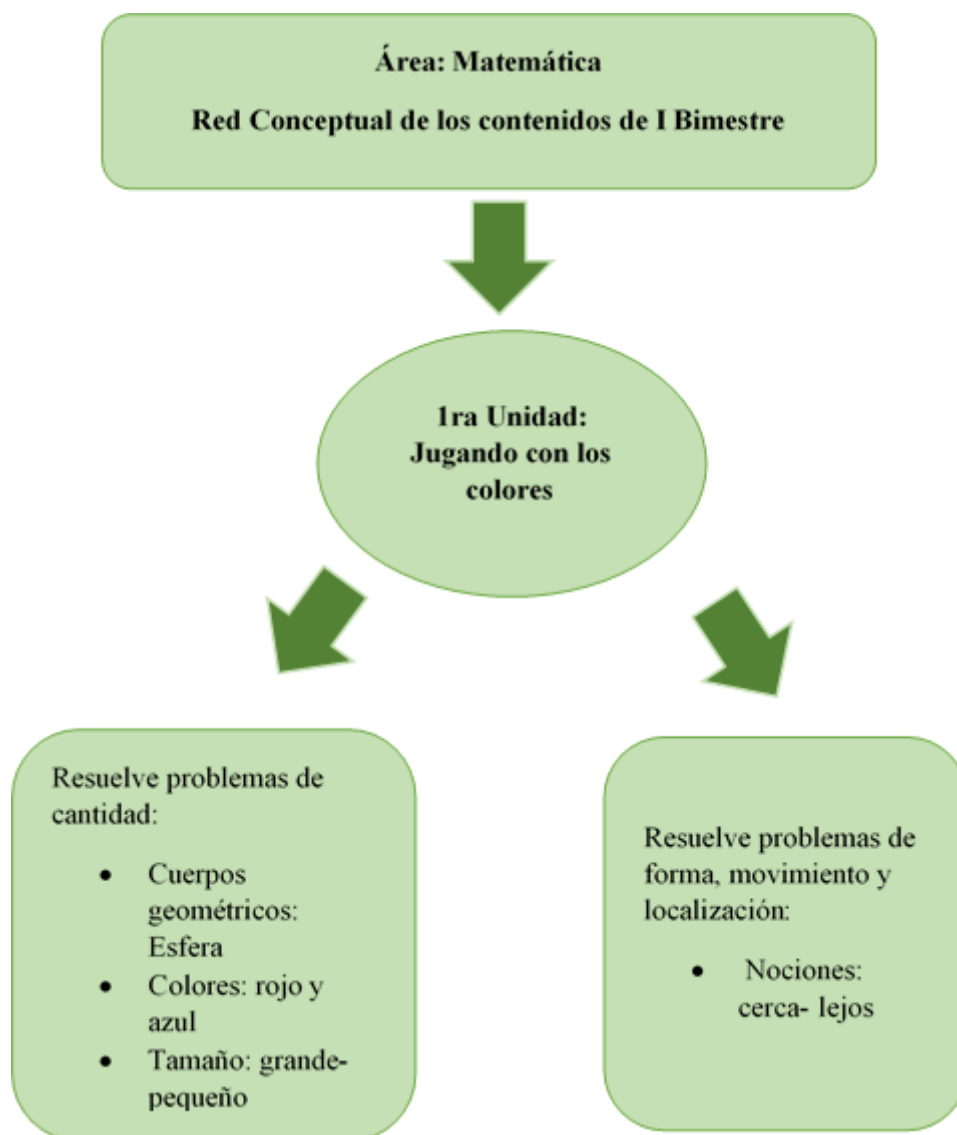 Área: Matemática
Red Conceptual de los contenidos de I Bimestre
1ra Unidad:
Jugando con los
colores
Resuelve problemas de
cantidad:
• Cuerpos
geométricos:
Esfera
• Colores: rojo y
azul
• Tamaño: grande-
pequeño
Resuelve problemas de
forma, movimiento y
localización:
• Nociones:
cerca- lejos